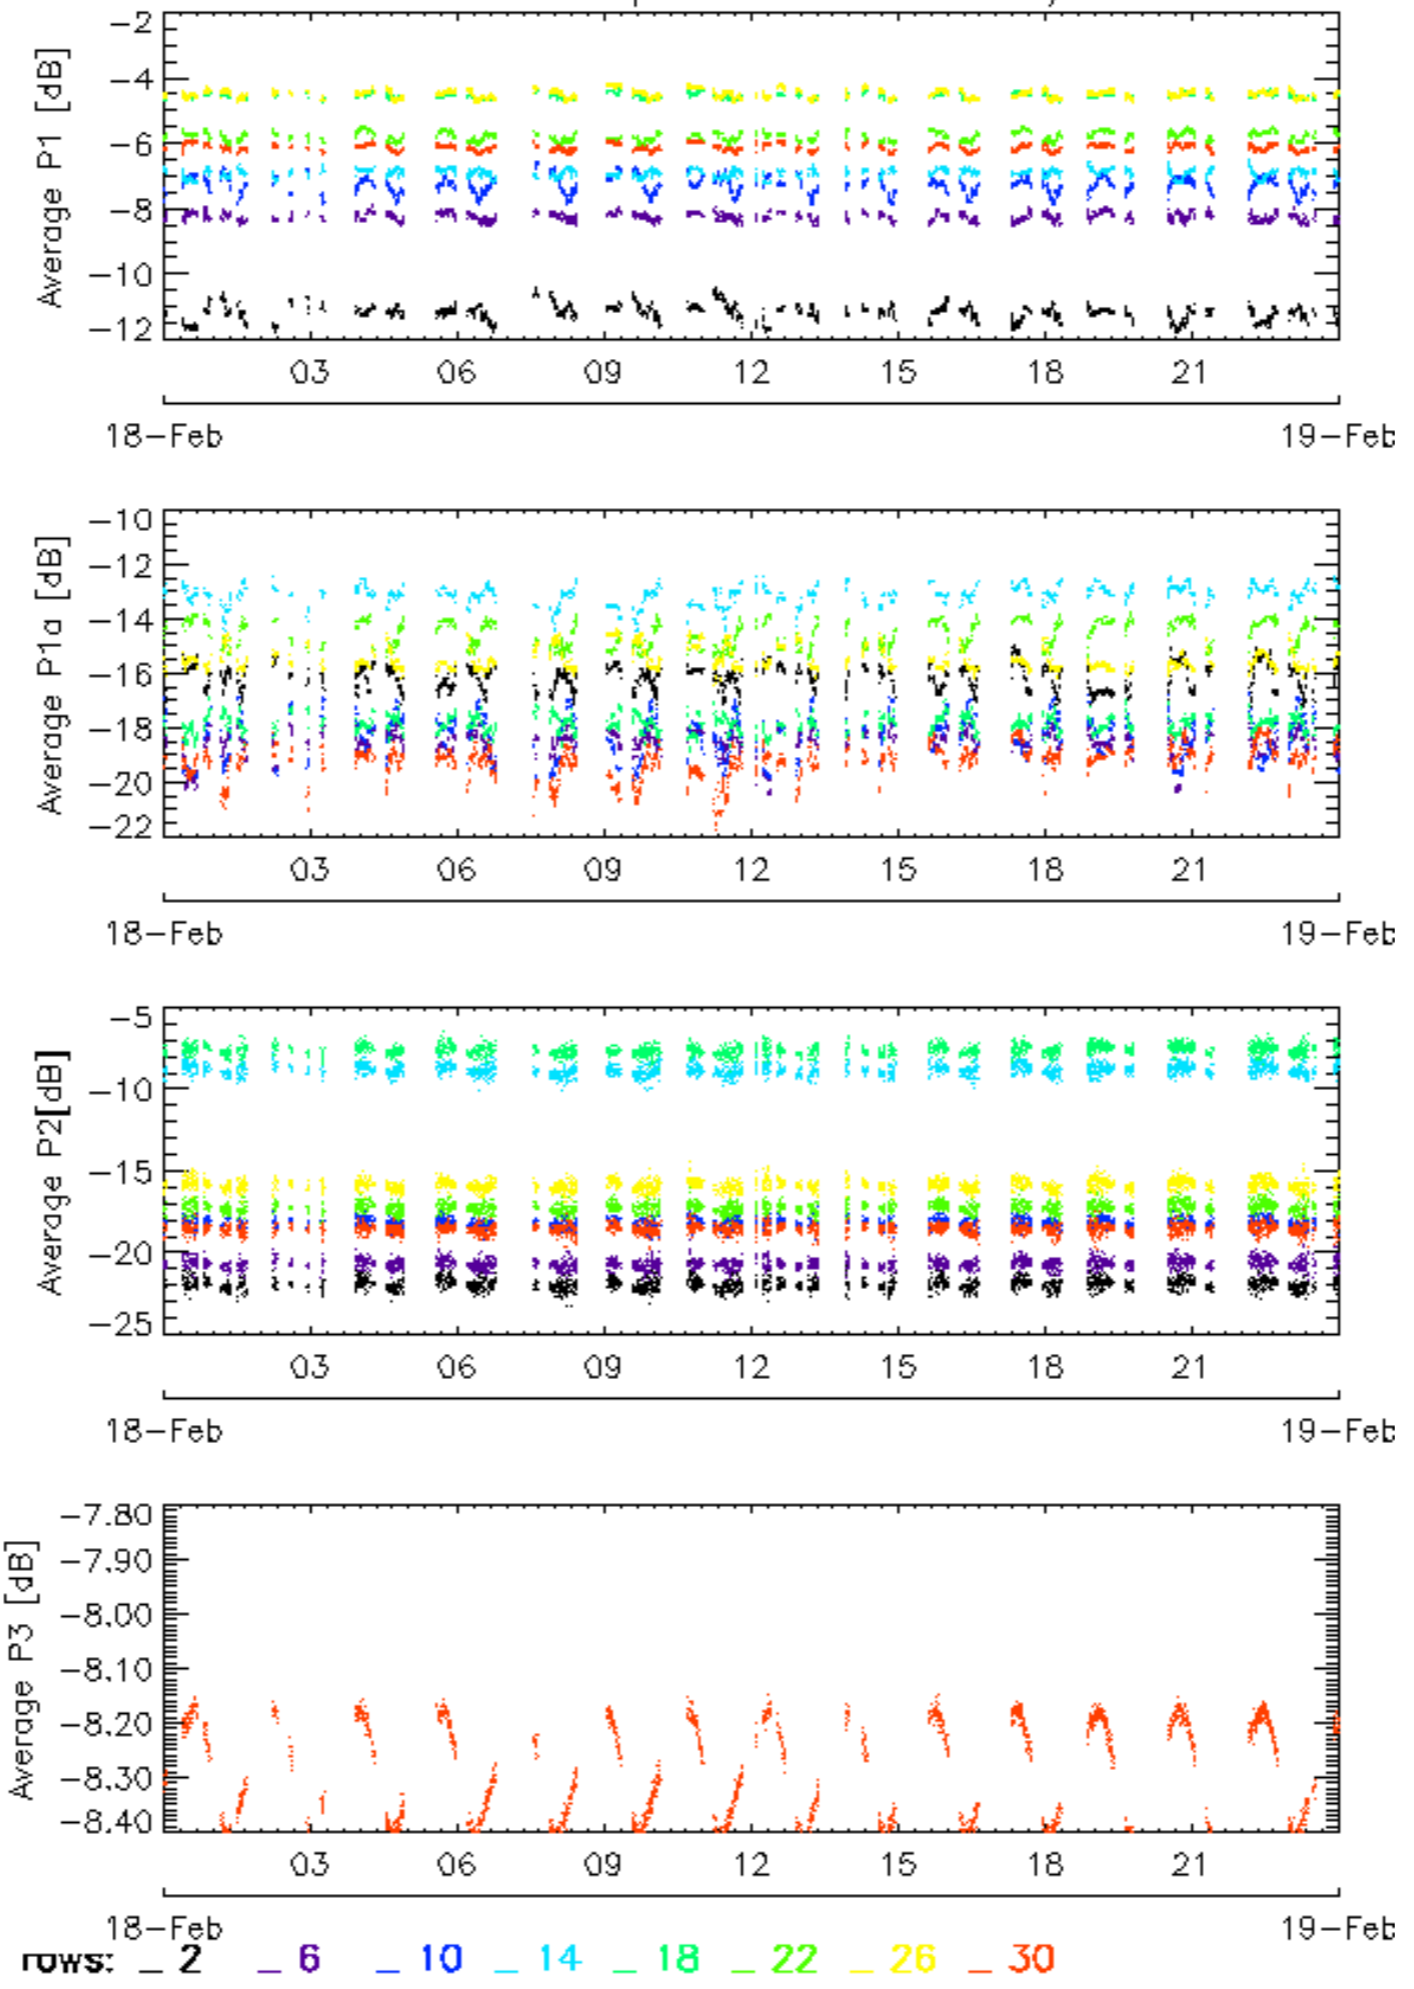 -2
-4
-6
-8
-10
-12
Average P1 [dB]
03 06 09 12 15 18 21
18-Feb 19-Feb
-10
-12
-14
-16
-18
-20
-22
Average P1a [dB]
03 06 09 12 15 18 21
18-Feb 19-Feb
-5
-10
-15
-20
-25
Average P2[dB]
03 06 09 12 15 18 21
18-Feb 19-Feb
-7.80
-7.90
-8.00
-8.10
-8.20
-8.30
-8.40
Average P3 [dB]
03 06 09 12 15 18 21
18-Feb 19-Feb
rows: _ 2 _ 6 _ 10 _ 14 _ 18 _ 22 _ 26 _ 30